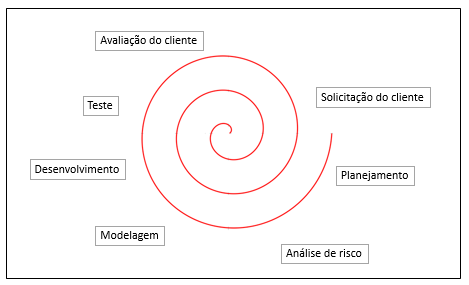 Avaliação do cliente
Solicitação do cliente
Teste
Desenvolvimento
Planejamento
Modelagem
Análise de risco